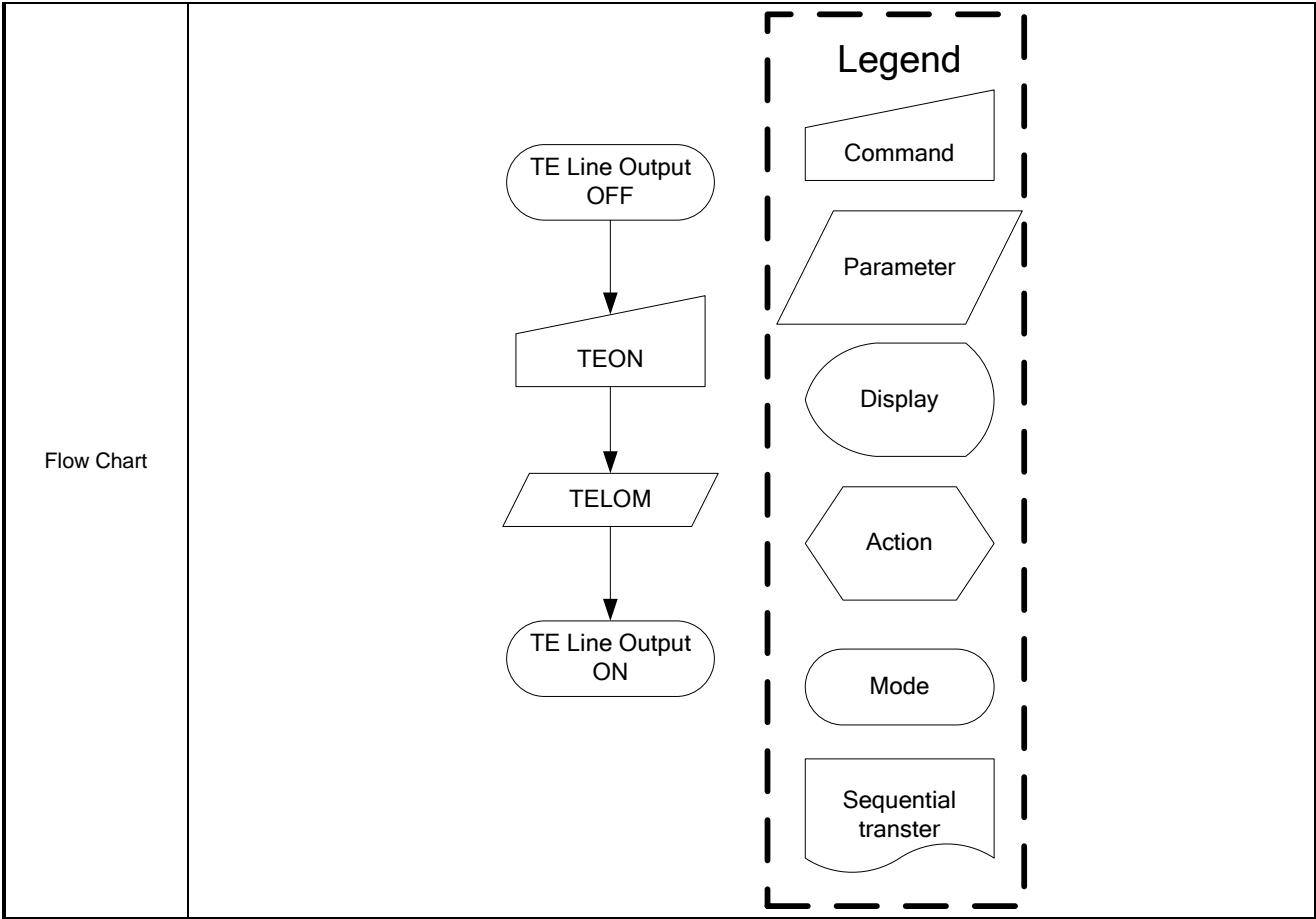 Flow Chart
TE Line Output
OFF
TEON
TELOM
TE Line Output
ON
Legend
Command
Parameter
Display
Action
Mode
Sequential
transter